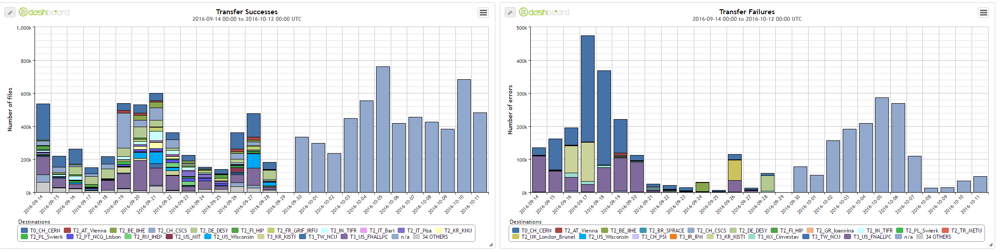 dashboard
Transfer Successes
2016-09-14 00:00 to 2016-10-12 00:00 UTC
Number of files
1,000k
800k
600k
400k
200k
0k
2016-09-14
2016-09-15
2016-09-16
2016-09-17
2016-09-18
2016-09-19
2016-09-20
2016-09-21
2016-09-22
2016-09-23
2016-09-24
2016-09-25
2016-09-26
2016-09-27
2016-09-28
2016-09-29
2016-09-30
2016-10-01
2016-10-02
2016-10-03
2016-10-04
2016-10-05
2016-10-06
2016-10-07
2016-10-08
2016-10-09
2016-10-10
2016-10-11
Destinations
T0_CH_CERN T2_AT_Vienna T2_BE_IIHE T2_CH_CSCS T2_DE_DESY T2_FI_HIP T2_FR_GRIF_IRFU T2_IN_TIFR T2_IT_Bari T2_IT_Pisa T2_KR_KNU
T2_PL_Swierk T2_PT_NCG_Lisbon T2_RU_IHEP T2_US_MIT T2_US_Wisconsin T3_KR_KISTI T3_TW_NCU T3_US_FNALLPC n/a 34 OTHERS
dashboard
Transfer Failures
2016-09-14 00:00 to 2016-10-12 00:00 UTC
Number of errors
500k
400k
300k
200k
100k
0k
2016-09-14
2016-09-15
2016-09-16
2016-09-17
2016-09-18
2016-09-19
2016-09-20
2016-09-21
2016-09-22
2016-09-23
2016-09-24
2016-09-25
2016-09-26
2016-09-27
2016-09-28
2016-09-29
2016-09-30
2016-10-01
2016-10-02
2016-10-03
2016-10-04
2016-10-05
2016-10-06
2016-10-07
2016-10-08
2016-10-09
2016-10-10
2016-10-11
Destinations
T0_CH_CERN T2_AT_Vienna T2_BE_IIHE T2_BR_SPRACE T2_CH_CSCS T2_DE_DESY T2_FI_HIP T2_GR_Ioannina T2_IN_TIFR T2_PL_Swierk T2_TR_METU
T2_UK_London_Brunel T2_US_Wisconsin T3_CH_PSI T3_IR_IPM T3_KR_KISTI T3_MX_Cinvestav T3_TW_NCU T3_US_FNALLPC n/a 34 OTHERS